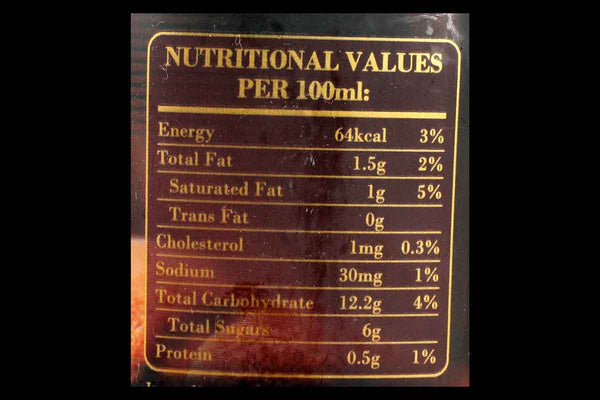 NUTRITIONAL VALUES
PER 100ml:
Energy 64kcal 3%
Total Fat 1.5g 2%
Saturated Fat 1g 5%
Trans Fat 0g
Cholesterol 1mg 0.3%
Sodium 30mg 1%
Total Carbohydrate 12.2g 4%
Total Sugars 6g
Protein 0.5g 1%